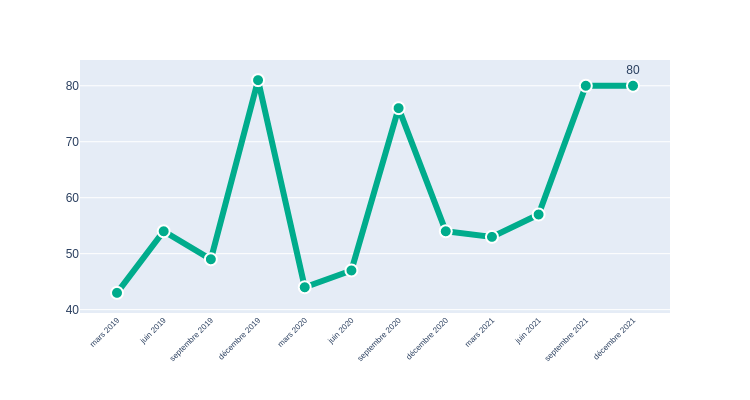 80
80
70
60
50
40
mars 2019
juin 2019
septembre 2019
décembre 2019
mars 2020
juin 2020
septembre 2020
décembre 2020
mars 2021
juin 2021
septembre 2021
décembre 2021